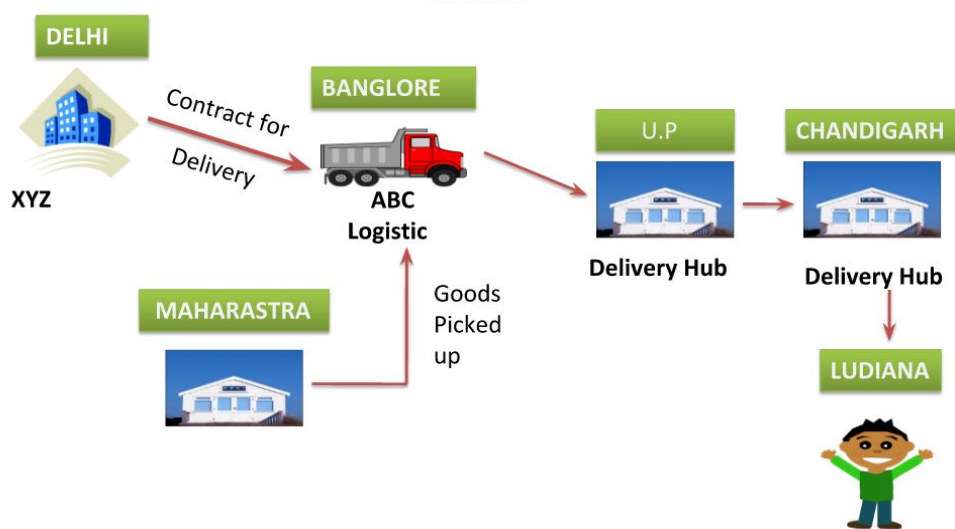 DELHI
XYZ
Contract for
Delivery
BANGLORE
ABC
Logistic
MAHARASTRA
Goods
Picked
up
U.P
Delivery Hub
CHANDIGARH
Delivery Hub
LUDIANA